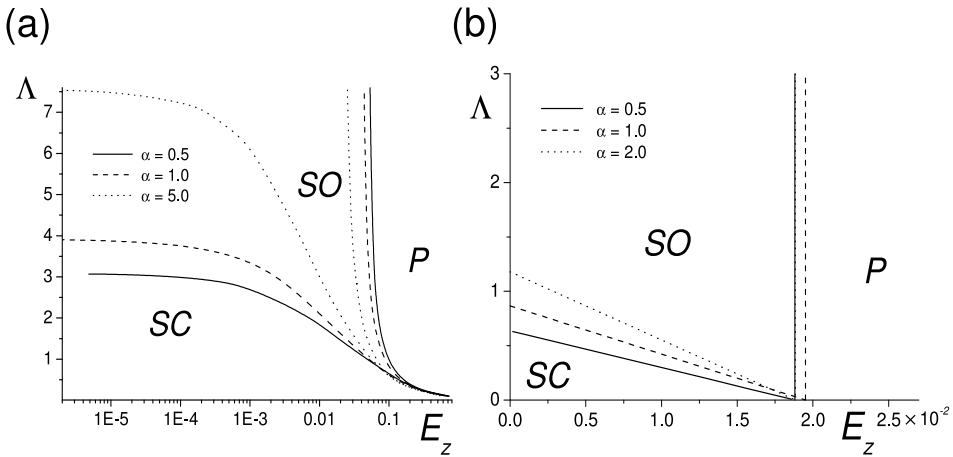 (a)
Λ
7
6
5
4
3
2
1
α = 0.5
α = 1.0
α = 5.0
SO
P
SC
1E-5 1E-4 1E-3 0.01 0.1
E_z
(b)
Λ
3
2
1
0
α = 0.5
α = 1.0
α = 2.0
SO
P
SC
0.0 0.5 1.0 1.5 2.0 2.5×10⁻²
E_z